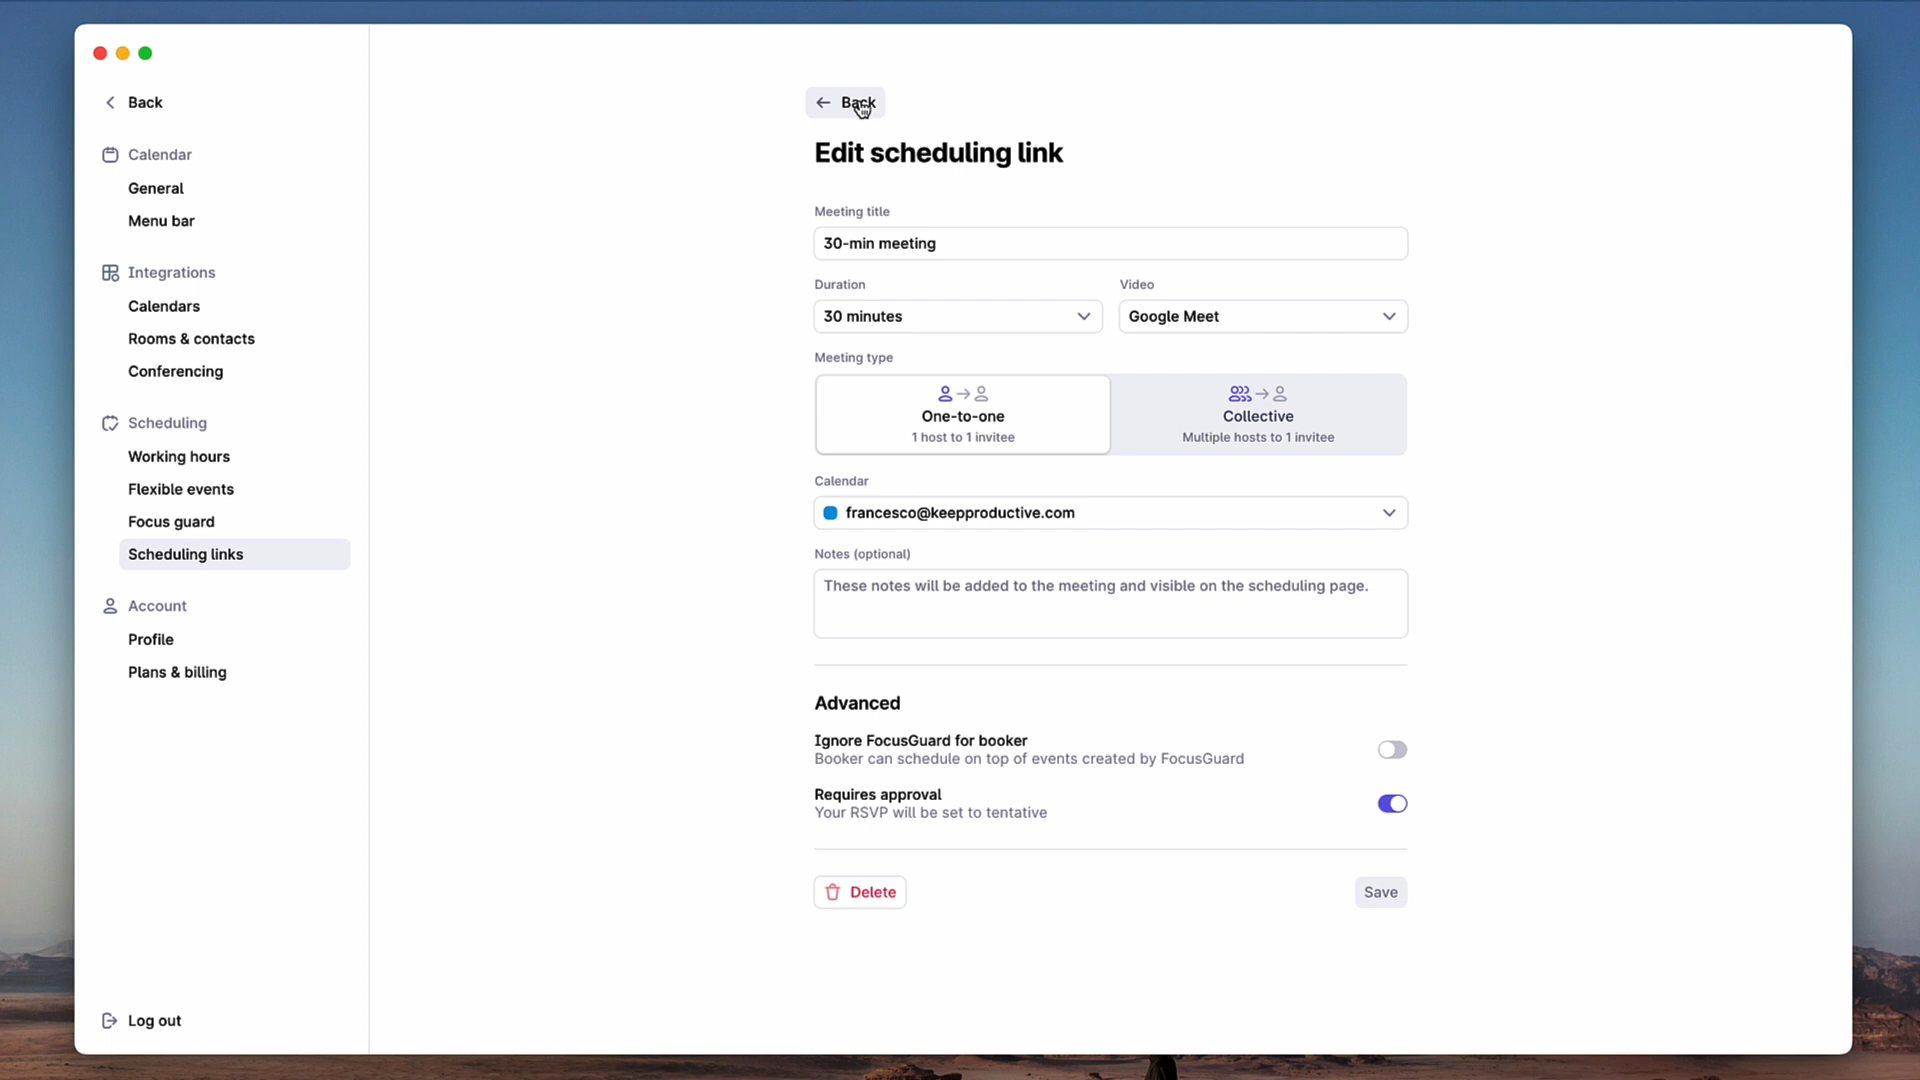 Back
Calendar
General
Menu bar
Integrations
Calendars
Rooms & contacts
Conferencing
Scheduling
Working hours
Flexible events
Focus guard
Scheduling links
Account
Profile
Plans & billing
Log out
Back
Edit scheduling link
Meeting title
30-min meeting
Duration
Video
30 minutes
Google Meet
Meeting type
One-to-one
1 host to 1 invitee
Collective
Multiple hosts to 1 invitee
Calendar
francesco@keepproductive.com
Notes (optional)
These notes will be added to the meeting and visible on the scheduling page.
Advanced
Ignore FocusGuard for booker
Booker can schedule on top of events created by FocusGuard
Requires approval
Your RSVP will be set to tentative
Delete
Save